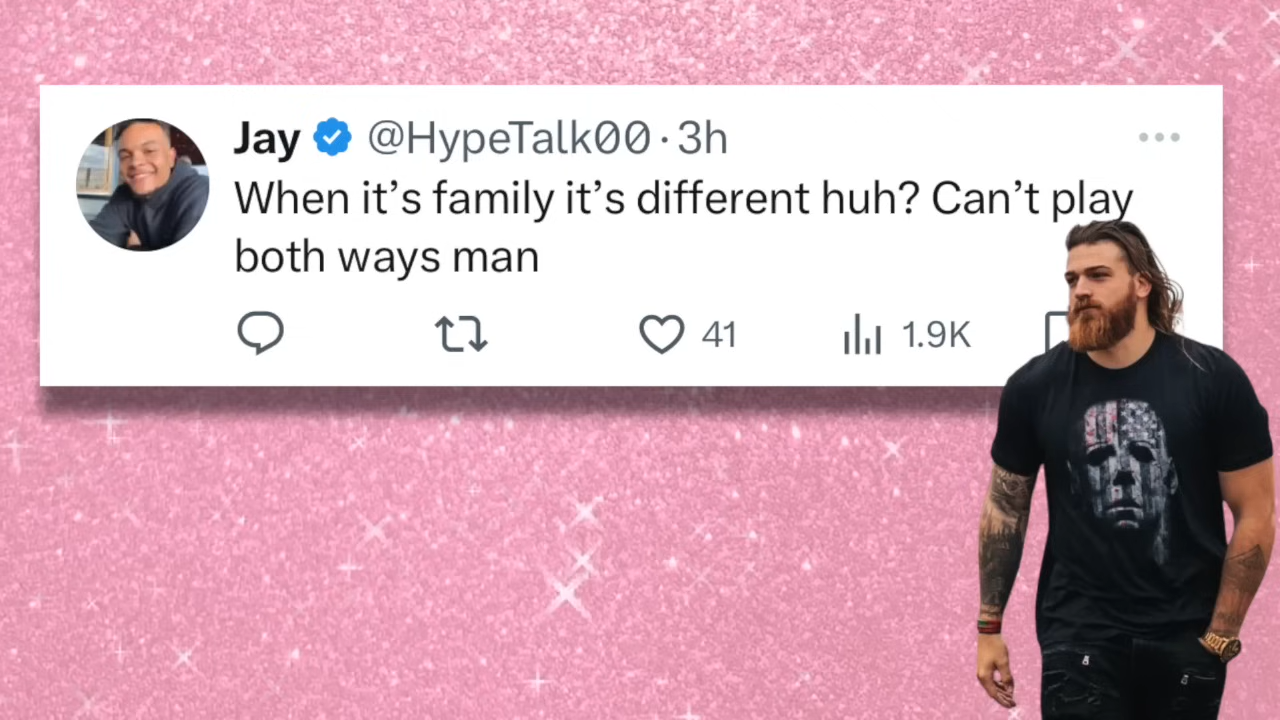 Jay @HypeTalk00 · 3h
When it’s family it’s different huh? Can’t play
both ways man
41 1.9K